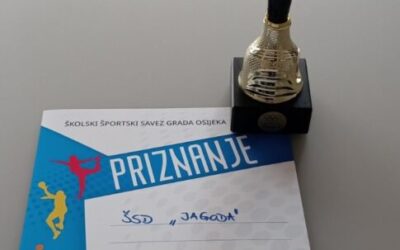 ŠKOLSKI ŠPORTSKI SAVEZ GRADA OSIJEKA
PRIZNANJE
ŠSD „JAGODA"